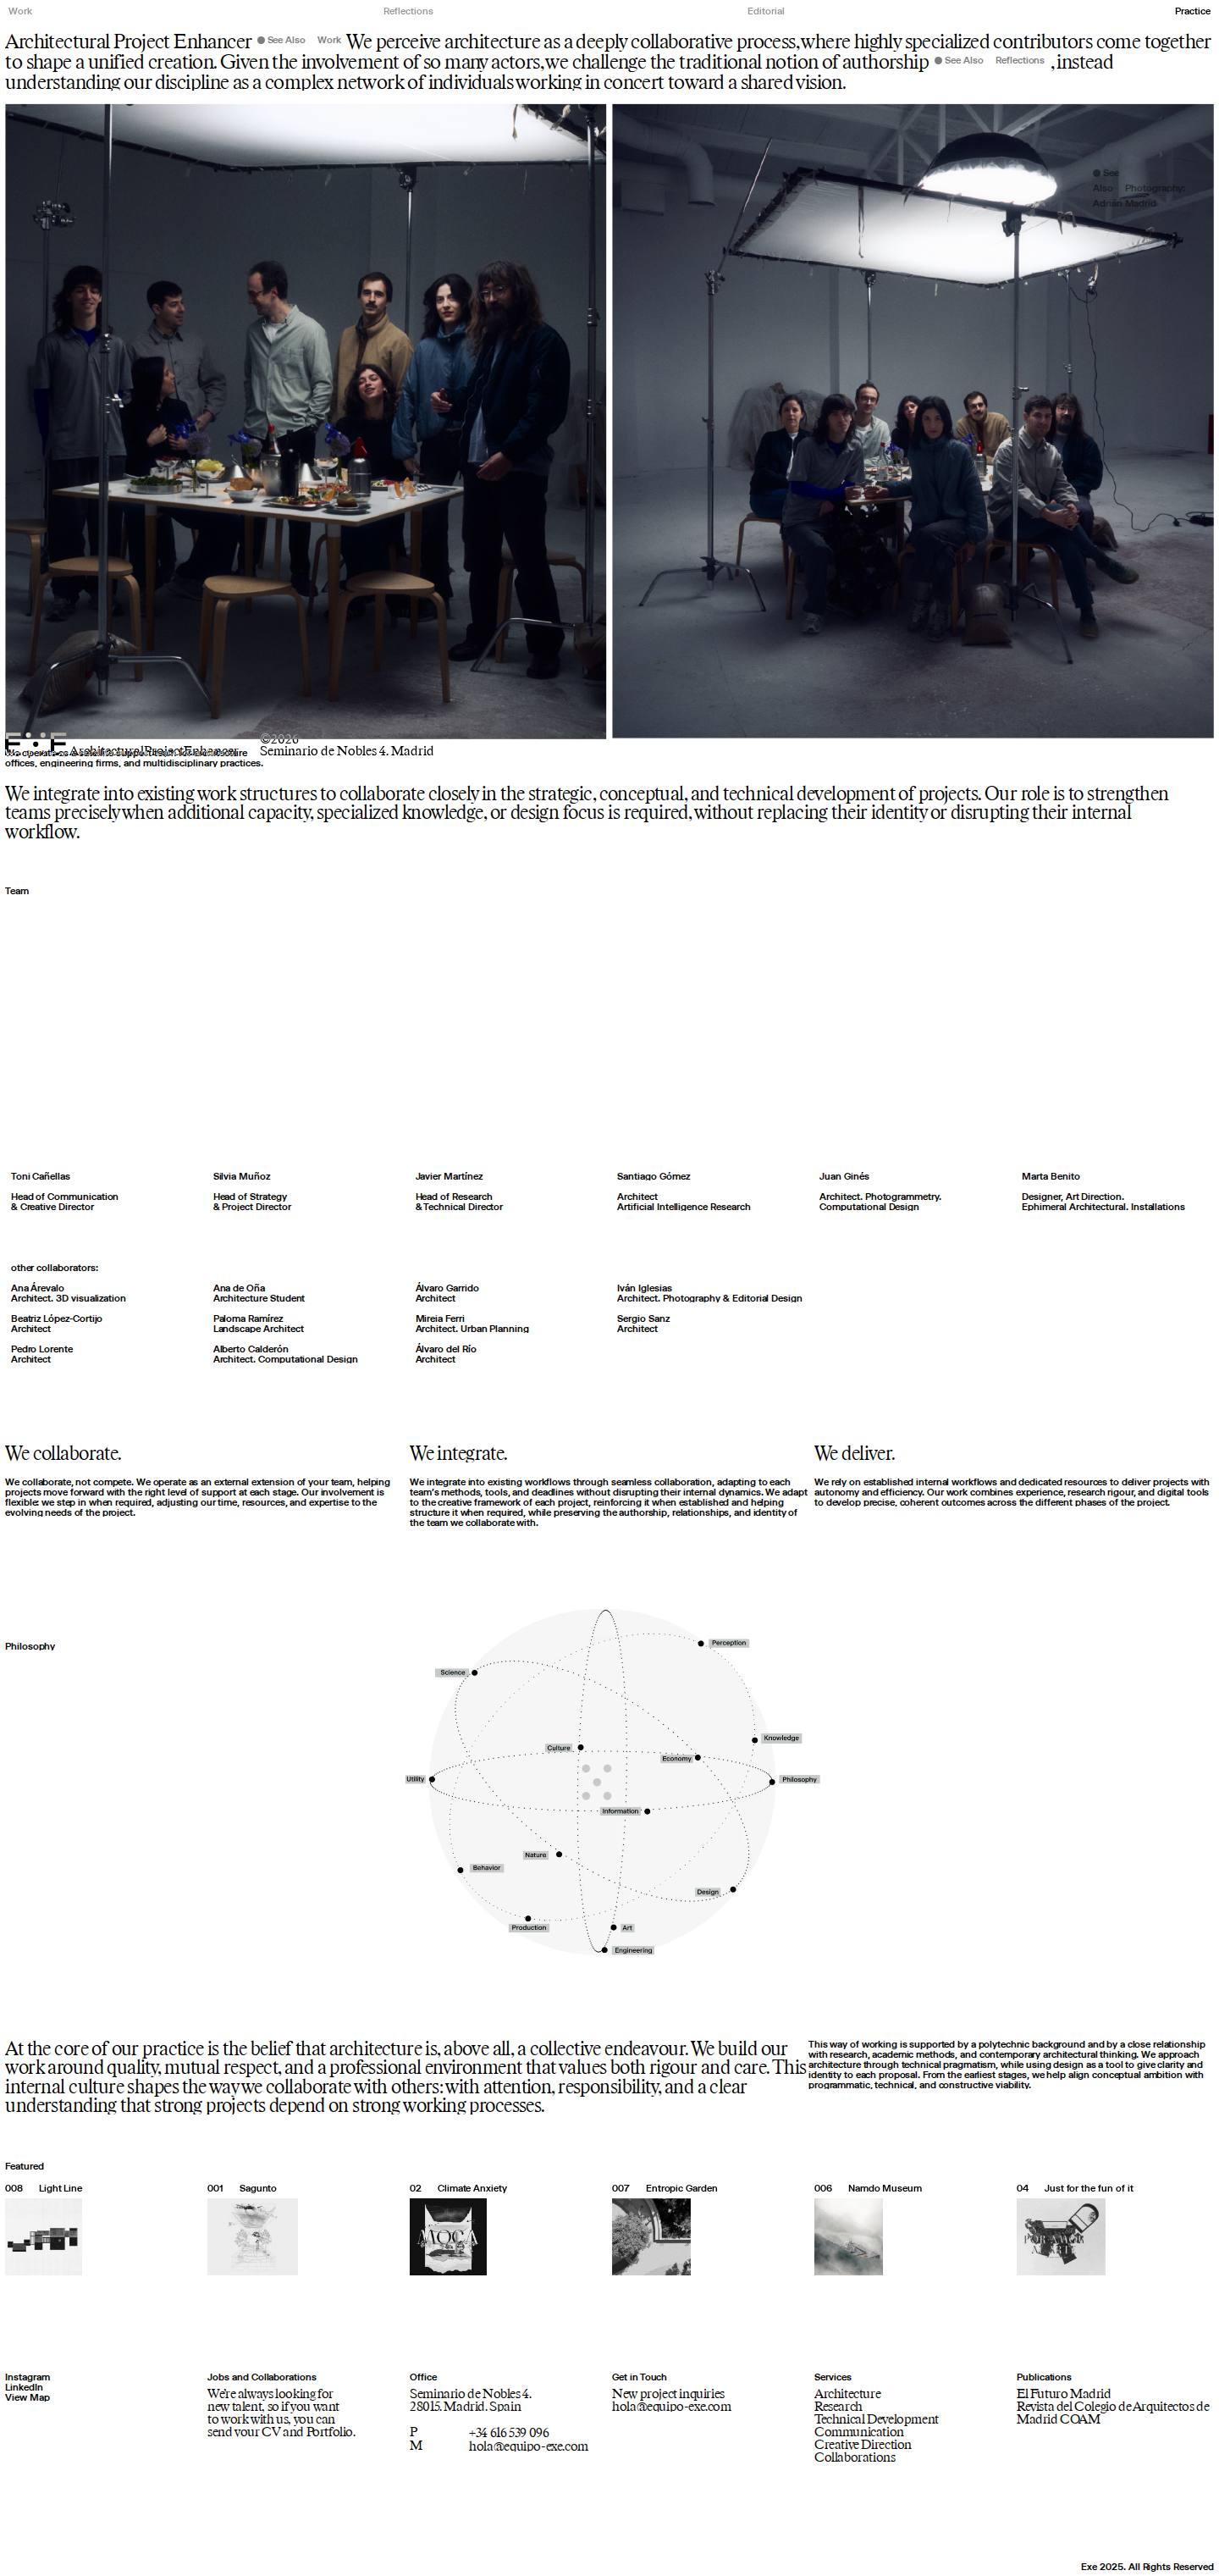 Work
Reflections
Editorial
Practice
Architectural Project Enhancer See Also Work We perceive architecture as a deeply collaborative process, where highly specialized contributors come together
to shape a unified creation. Given the involvement of so many actors, we challenge the traditional notion of authorship See Also Reflections , instead
understanding our discipline as a complex network of individuals working in concert toward a shared vision.
See
Also Photography:
Adrián Madrid
©2026
Architectural Project Enhancer
Seminario de Nobles 4. Madrid
We operate as a satellite support team for architecture
offices, engineering firms, and multidisciplinary practices.
We integrate into existing work structures to collaborate closely in the strategic, conceptual, and technical development of projects. Our role is to strengthen
teams precisely when additional capacity, specialized knowledge, or design focus is required, without replacing their identity or disrupting their internal
workflow.
Team
Toni Cañellas
Head of Communication
& Creative Director
Silvia Muñoz
Head of Strategy
& Project Director
Javier Martínez
Head of Research
& Technical Director
Santiago Gómez
Architect
Artificial Intelligence Research
Juan Ginés
Architect. Photogrammetry.
Computational Design
Marta Benito
Designer, Art Direction.
Ephimeral Architectural. Installations
other collaborators:
Ana Árevalo
Architect. 3D visualization
Ana de Oña
Architecture Student
Álvaro Garrido
Architect
Iván Iglesias
Architect. Photography & Editorial Design
Beatriz López-Cortijo
Architect
Paloma Ramírez
Landscape Architect
Mireia Ferri
Architect. Urban Planning
Sergio Sanz
Architect
Pedro Lorente
Architect
Alberto Calderón
Architect. Computational Design
Álvaro del Río
Architect
We collaborate.
We collaborate, not compete. We operate as an external extension of your team, helping
projects move forward with the right level of support at each stage. Our involvement is
flexible: we step in when required, adjusting our time, resources, and expertise to the
evolving needs of the project.
We integrate.
We integrate into existing workflows through seamless collaboration, adapting to each
team's methods, tools, and deadlines without disrupting their internal dynamics. We adapt
to the creative framework of each project, reinforcing it when established and helping
structure it when required, while preserving the authorship, relationships, and identity of
the team we collaborate with.
We deliver.
We rely on established internal workflows and dedicated resources to deliver projects with
autonomy and efficiency. Our work combines experience, research rigour, and digital tools
to develop precise, coherent outcomes across the different phases of the project.
Philosophy
Perception
Science
Knowledge
Culture
Economy
Utility
Philosophy
Information
Nature
Behavior
Design
Production
Art
Engineering
At the core of our practice is the belief that architecture is, above all, a collective endeavour. We build our
work around quality, mutual respect, and a professional environment that values both rigour and care. This
internal culture shapes the way we collaborate with others: with attention, responsibility, and a clear
understanding that strong projects depend on strong working processes.
This way of working is supported by a polytechnic background and by a close relationship
with research, academic methods, and contemporary architectural thinking. We approach
architecture through technical pragmatism, while using design as a tool to give clarity and
identity to each proposal. From the earliest stages, we help align conceptual ambition with
programmatic, technical, and constructive viability.
Featured
008 Light Line
001 Sagunto
02 Climate Anxiety
007 Entropic Garden
006 Namdo Museum
04 Just for the fun of it
MOCA
Instagram
LinkedIn
View Map
Jobs and Collaborations
We're always looking for
new talent, so if you want
to work with us, you can
send your CV and Portfolio.
Office
Seminario de Nobles 4.
28015. Madrid. Spain
P +34 616 539 096
M hola@equipo-exe.com
Get in Touch
New project inquiries
hola@equipo-exe.com
Services
Architecture
Research
Technical Development
Communication
Creative Direction
Collaborations
Publications
El Futuro Madrid
Revista del Colegio de Arquitectos de
Madrid COAM
Exe 2025. All Rights Reserved